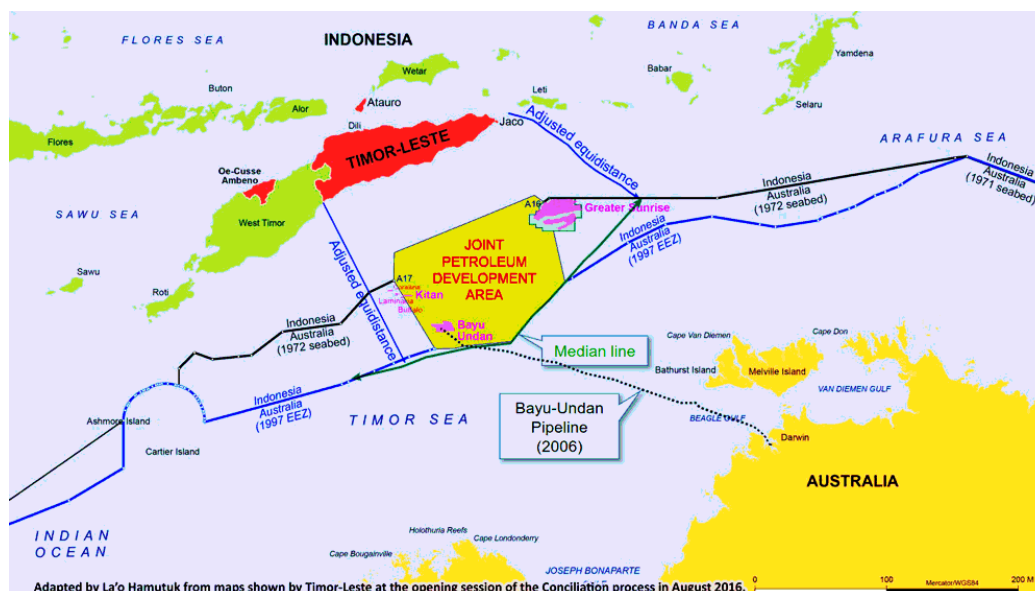 FLORES SEA
INDONESIA
BANDA SEA
Wetar
Babar
Yamdena
Buton
Atauro
Leti
Selaru
Alor
Dili
Jaco
Flores
TIMOR-LESTE
Adjusted equidistance
ARAFURA SEA
Oe-Cusse
Ambeno
Indonesia
Australia
(1972 seabed)
Indonesia
Australia
(1971 seabed)
SAWU SEA
West Timor
A16
Greater Sunrise
Indonesia
Australia
(1997 EEZ)
Adjusted equidistance
JOINT
PETROLEUM
DEVELOPMENT
AREA
Sawu
A17
Kitan
Laminaria
Buffalo
Roti
Bayu
Undan
Indonesia
Australia
(1972 seabed)
Median line
Cape Van Diemen
Cape Don
Bathurst Island
Melville Island
VAN DIEMEN GULF
Indonesia
Australia
(1997 EEZ)
TIMOR SEA
Bayu-Undan
Pipeline
(2006)
BEAGLE GULF
Ashmore Island
Cartier Island
Darwin
AUSTRALIA
INDIAN
OCEAN
Holothuria Reefs
Cape Londonderry
Cape Bougainville
JOSEPH BONAPARTE
Adapted by La'o Hamutuk from maps shown by Timor-Leste at the opening session of the Conciliation process in August 2016.
Mercator/WGS84
0 100 200 M